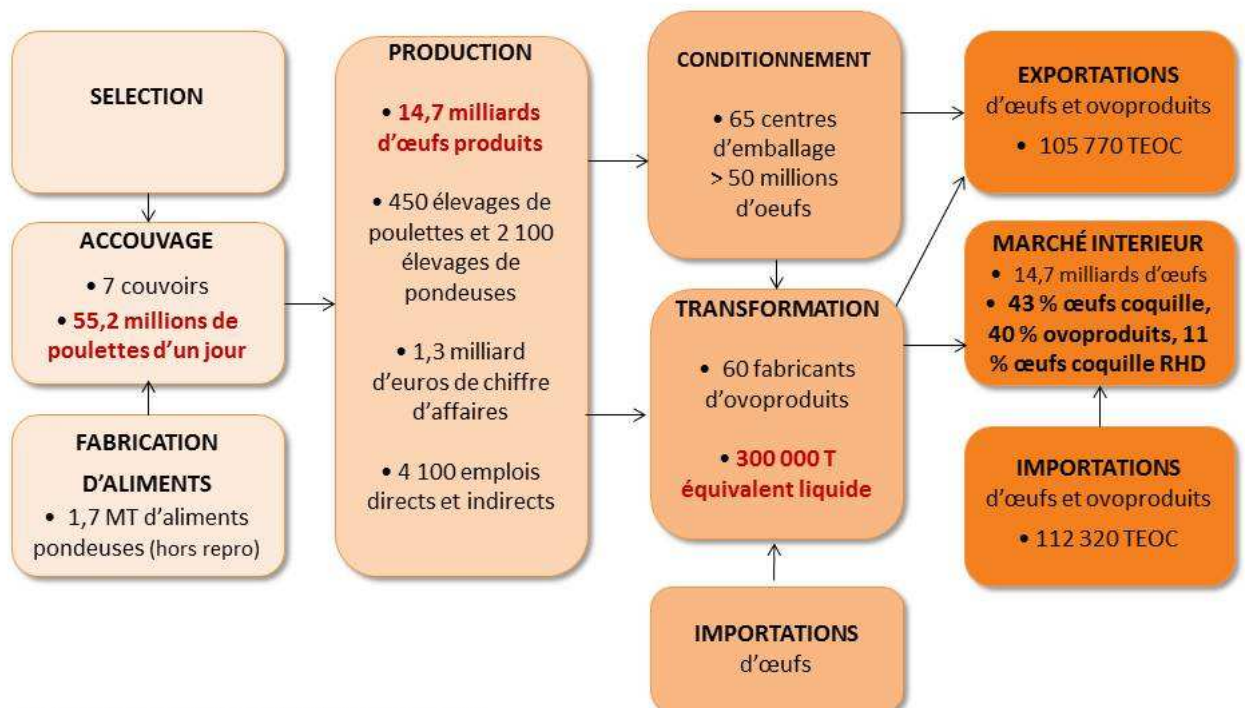 SELECTION
ACCOUVAGE
• 7 couvoirs
• 55,2 millions de
poulettes d'un jour
FABRICATION
D'ALIMENTS
• 1,7 MT d'aliments
pondeuses (hors repro)
PRODUCTION
• 14,7 milliards
d'œufs produits
• 450 élevages de
poulettes et 2 100
élevages de
pondeuses
• 1,3 milliard
d'euros de chiffre
d'affaires
• 4 100 emplois
directs et indirects
CONDITIONNEMENT
• 65 centres
d'emballage
> 50 millions
d'oeufs
TRANSFORMATION
• 60 fabricants
d'ovoproduits
• 300 000 T
équivalent liquide
IMPORTATIONS
d'œufs
EXPORTATIONS
d'œufs et ovoproduits
• 105 770 TEOC
MARCHÉ INTERIEUR
• 14,7 milliards d'œufs
• 43 % œufs coquille,
40 % ovoproduits, 11
% œufs coquille RHD
IMPORTATIONS
d'œufs et ovoproduits
• 112 320 TEOC